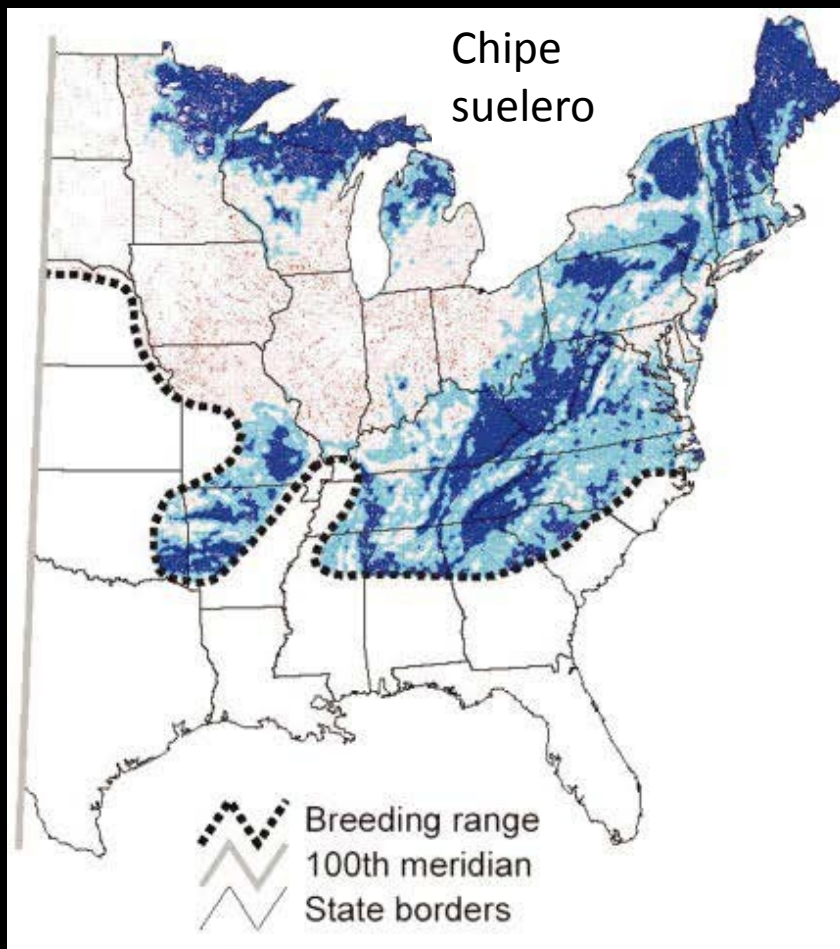 Chipe
suelero
Breeding range
100th meridian
State borders